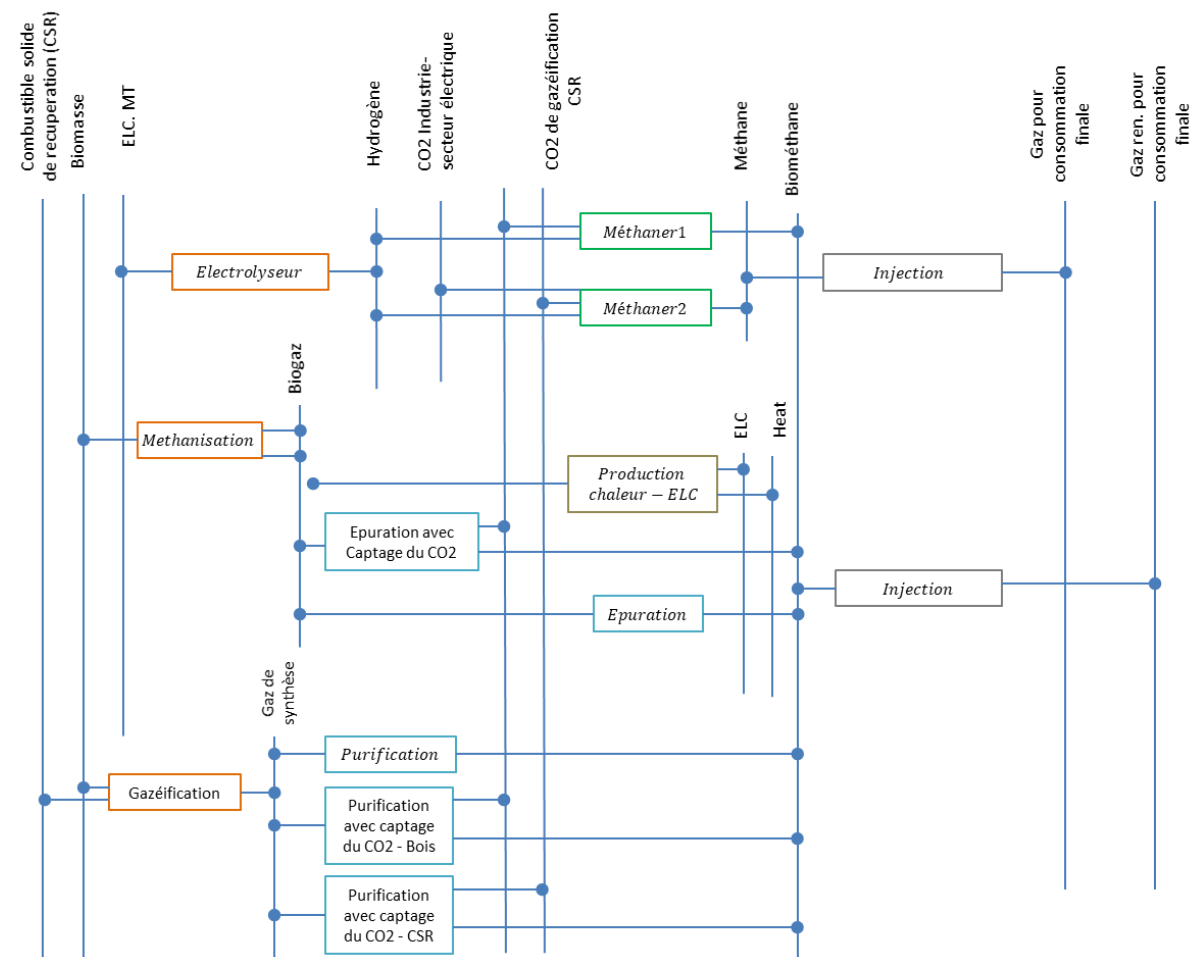 Combustible solide
de recuperation (CSR)
Biomasse
ELC. MT
Hydrogène
CO2 Industrie-
secteur électrique
CO2 de gazéification
CSR
Méthane
Biométhane
Gaz pour
consommation
finale
Gaz ren. pour
consommation
finale
Méthaner1
Electrolyseur
Injection
Méthaner2
Biogaz
ELC
Heat
Methanisation
Production
chaleur − ELC
Epuration avec
Captage du CO2
Injection
Epuration
Gaz de
synthèse
Purification
Gazéification
Purification
avec captage
du CO2 - Bois
Purification
avec captage
du CO2 - CSR